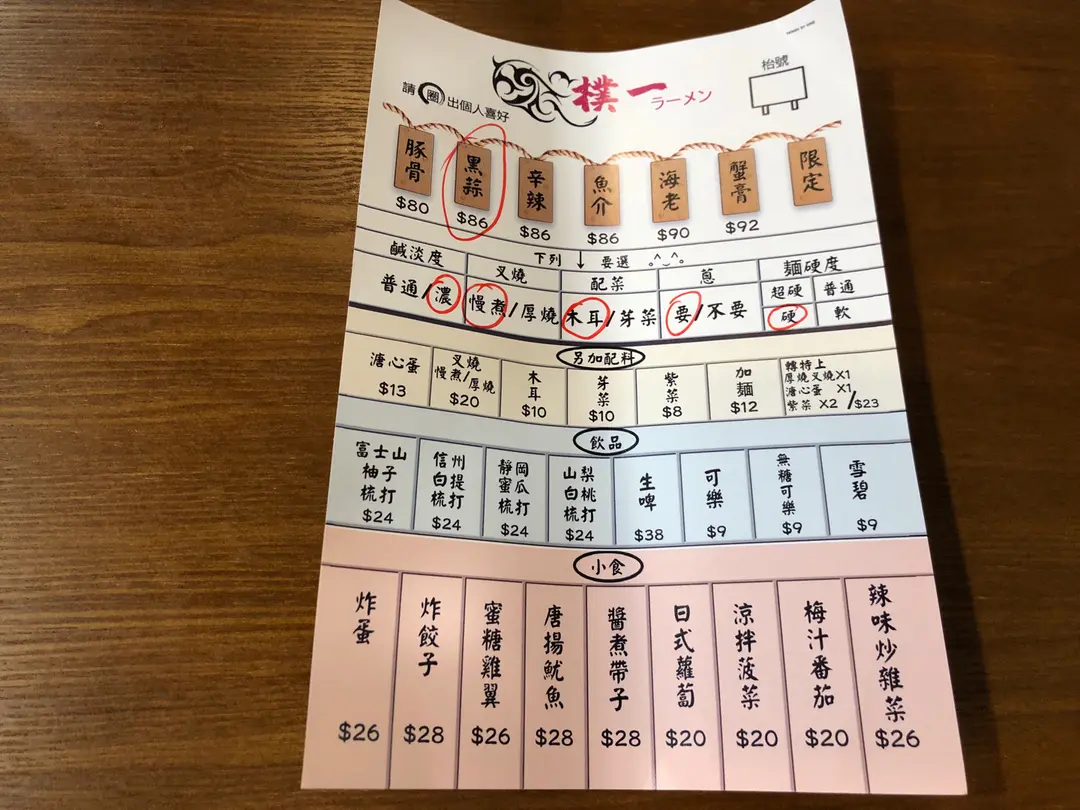 請圈出個人喜好
樸一ラーメン
枱號
豚骨 $80
黑蒜 $86
辛辣 $86
魚介 $86
海老 $90
蟹膏 $92
限定
下列↓要選
鹹淡度 叉燒 配菜 蔥 麵硬度
普通/濃 慢煮/厚燒 木耳/芽菜 要/不要 超硬 普通 硬 軟
另加配料
溏心蛋 $13
叉燒 慢煮/厚燒 $20
木耳 $10
芽菜 $10
紫菜 $8
加麵 $12
轉特上
厚燒叉燒X1
溏心蛋 X1
紫菜 X2 /$23
飲品
富士山柚子梳打 $24
信州白提梳打 $24
靜岡蜜瓜梳打 $24
山梨白桃梳打 $24
生啤 $38
可樂 $9
無糖可樂 $9
雪碧 $9
小食
炸蛋 $26
炸餃子 $28
蜜糖雞翼 $26
唐揚魷魚 $28
醬煮帶子 $28
日式蘿蔔 $20
涼拌菠菜 $20
梅汁番茄 $20
辣味炒雜菜 $26